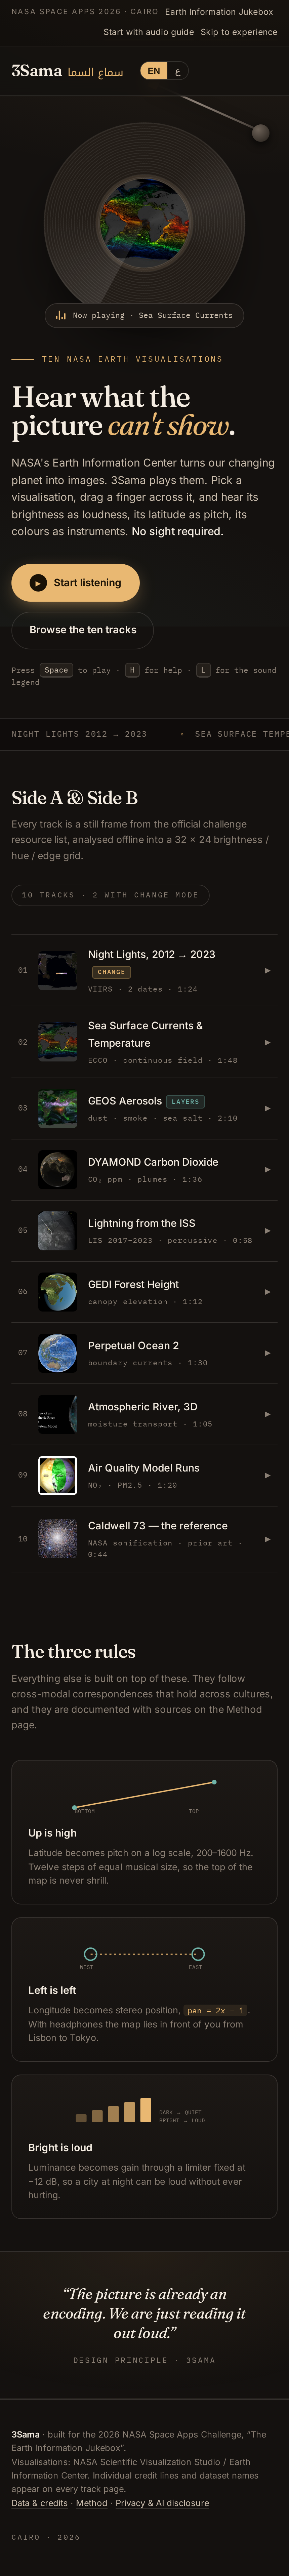 NASA SPACE APPS 2026 · CAIRO Earth Information Jukebox
Start with audio guide Skip to experience
3Sama سماع السما EN ع
Now playing · Sea Surface Currents
TEN NASA EARTH VISUALISATIONS
Hear what the
picture can't show.
NASA's Earth Information Center turns our changing
planet into images. 3Sama plays them. Pick a
visualisation, drag a finger across it, and hear its
brightness as loudness, its latitude as pitch, its
colours as instruments. No sight required.
Start listening
Browse the ten tracks
Press Space to play · H for help · L for the sound
legend
NIGHT LIGHTS 2012 → 2023 SEA SURFACE TEMPE
Side A & Side B
Every track is a still frame from the official challenge
resource list, analysed offline into a 32 × 24 brightness /
hue / edge grid.
10 TRACKS · 2 WITH CHANGE MODE
01 Night Lights, 2012 → 2023
CHANGE
VIIRS · 2 dates · 1:24
02 Sea Surface Currents &
Temperature
ECCO · continuous field · 1:48
03 GEOS Aerosols LAYERS
dust · smoke · sea salt · 2:10
04 DYAMOND Carbon Dioxide
CO₂ ppm · plumes · 1:36
05 Lightning from the ISS
LIS 2017–2023 · percussive · 0:58
06 GEDI Forest Height
canopy elevation · 1:12
07 Perpetual Ocean 2
boundary currents · 1:30
08 Atmospheric River, 3D
moisture transport · 1:05
09 Air Quality Model Runs
NO₂ · PM2.5 · 1:20
10 Caldwell 73 — the reference
NASA sonification · prior art ·
0:44
The three rules
Everything else is built on top of these. They follow
cross-modal correspondences that hold across cultures,
and they are documented with sources on the Method
page.
BOTTOM TOP
Up is high
Latitude becomes pitch on a log scale, 200–1600 Hz.
Twelve steps of equal musical size, so the top of the
map is never shrill.
WEST EAST
Left is left
Longitude becomes stereo position, pan = 2x − 1.
With headphones the map lies in front of you from
Lisbon to Tokyo.
DARK → QUIET
BRIGHT → LOUD
Bright is loud
Luminance becomes gain through a limiter fixed at
−12 dB, so a city at night can be loud without ever
hurting.
“The picture is already an
encoding. We are just reading it
out loud.”
DESIGN PRINCIPLE · 3SAMA
3Sama · built for the 2026 NASA Space Apps Challenge, “The
Earth Information Jukebox”.
Visualisations: NASA Scientific Visualization Studio / Earth
Information Center. Individual credit lines and dataset names
appear on every track page.
Data & credits · Method · Privacy & AI disclosure
CAIRO · 2026